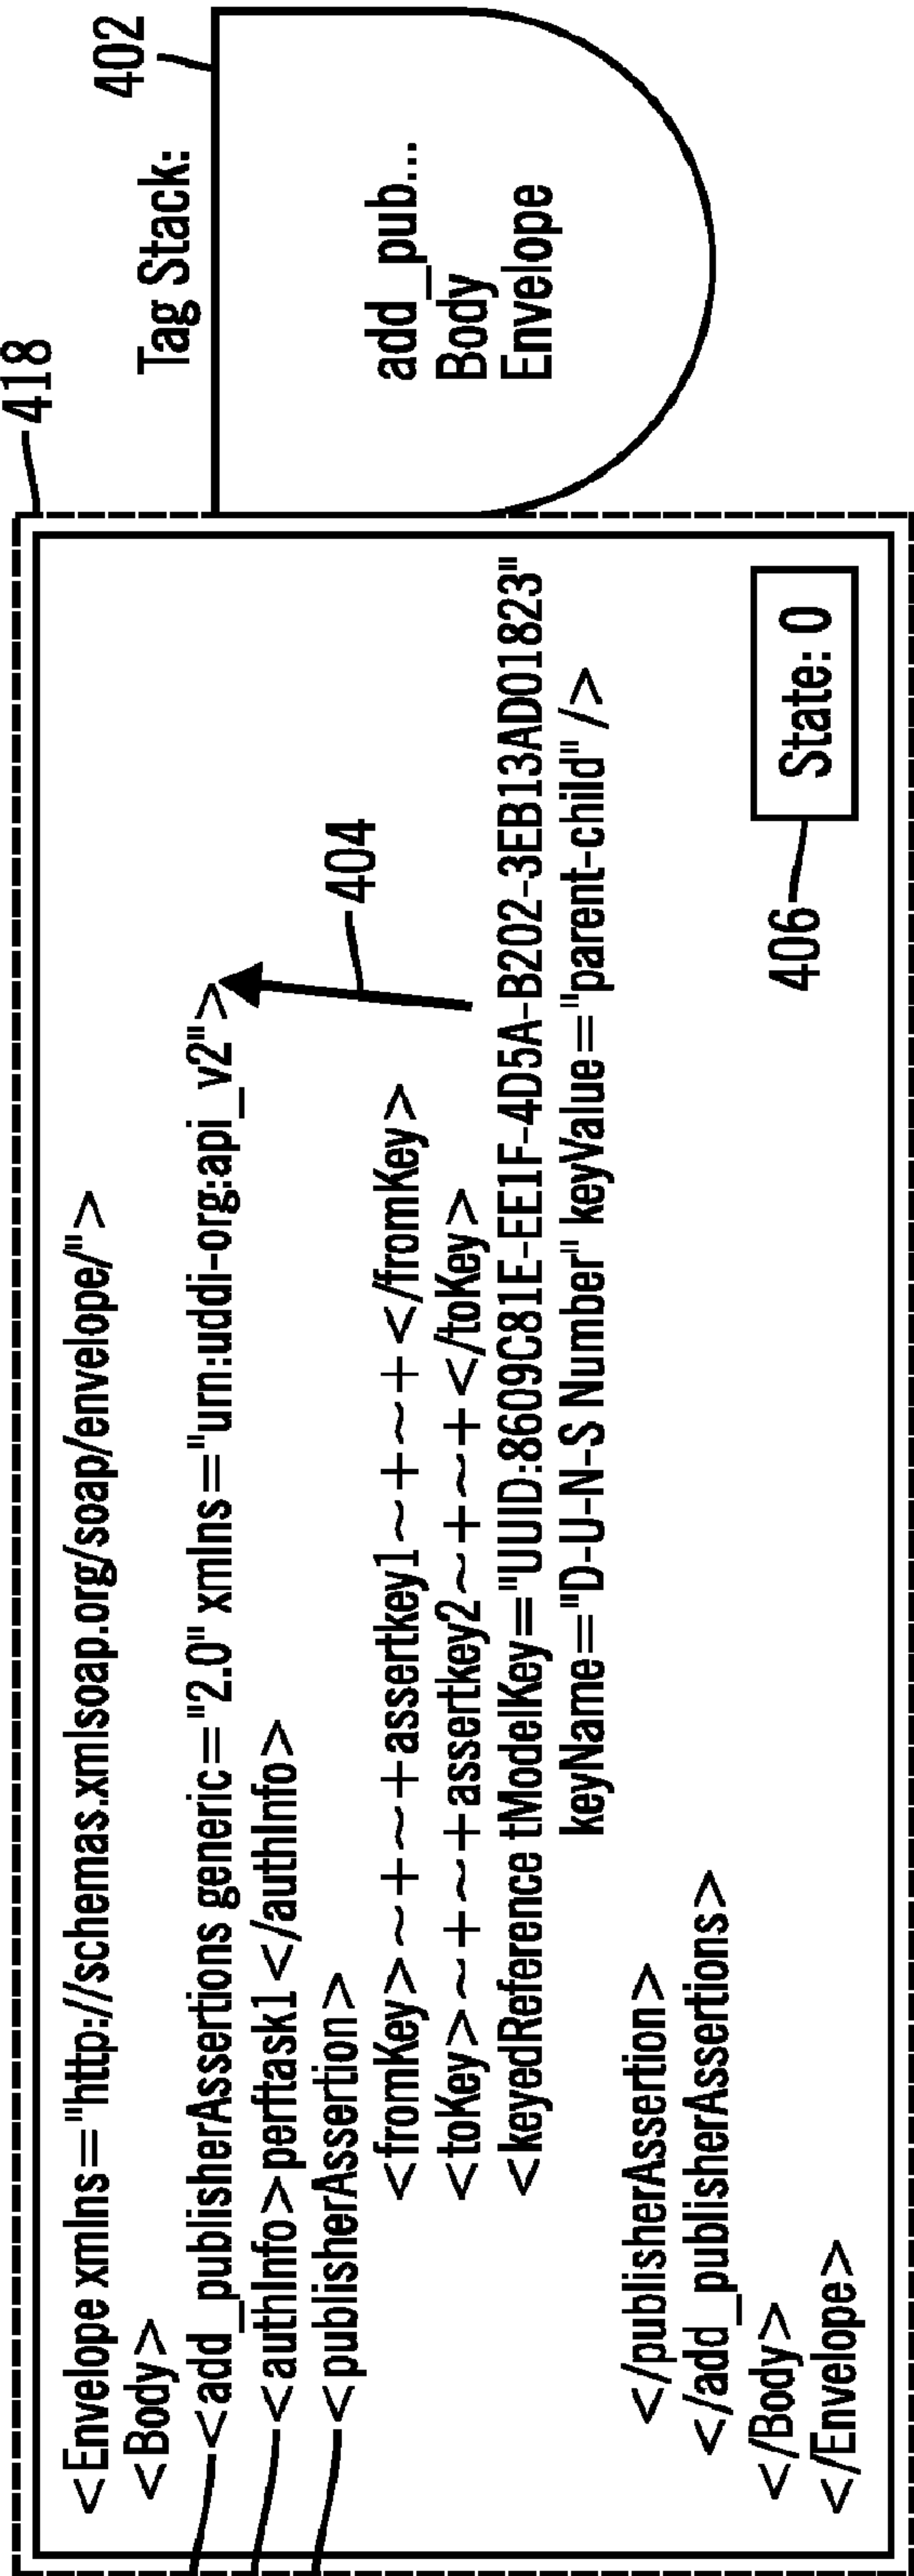 418
<Envelope xmlns="http://schemas.xmlsoap.org/soap/envelope/">
<Body>
<add_publisherAssertions generic="2.0" xmlns="urn:uddi-org:api_v2">
<authInfo>perftask1 </authInfo>
<publisherAssertion>
404
<fromKey>~+~+~+assertkey1~+~+~+</fromKey>
<toKey>~+~+~+assertkey2~+~+~+</toKey>
<keyedReference tModelKey="UUID:8609C81E-EE1F-4D5A-B202-3EB13AD01823"
keyName="D-U-N-S Number" keyValue="parent-child" />
</publisherAssertion>
</add_publisherAssertions>
</Body>
</Envelope>
406
State: 0
Tag Stack:
402
add_pub...
Body
Envelope